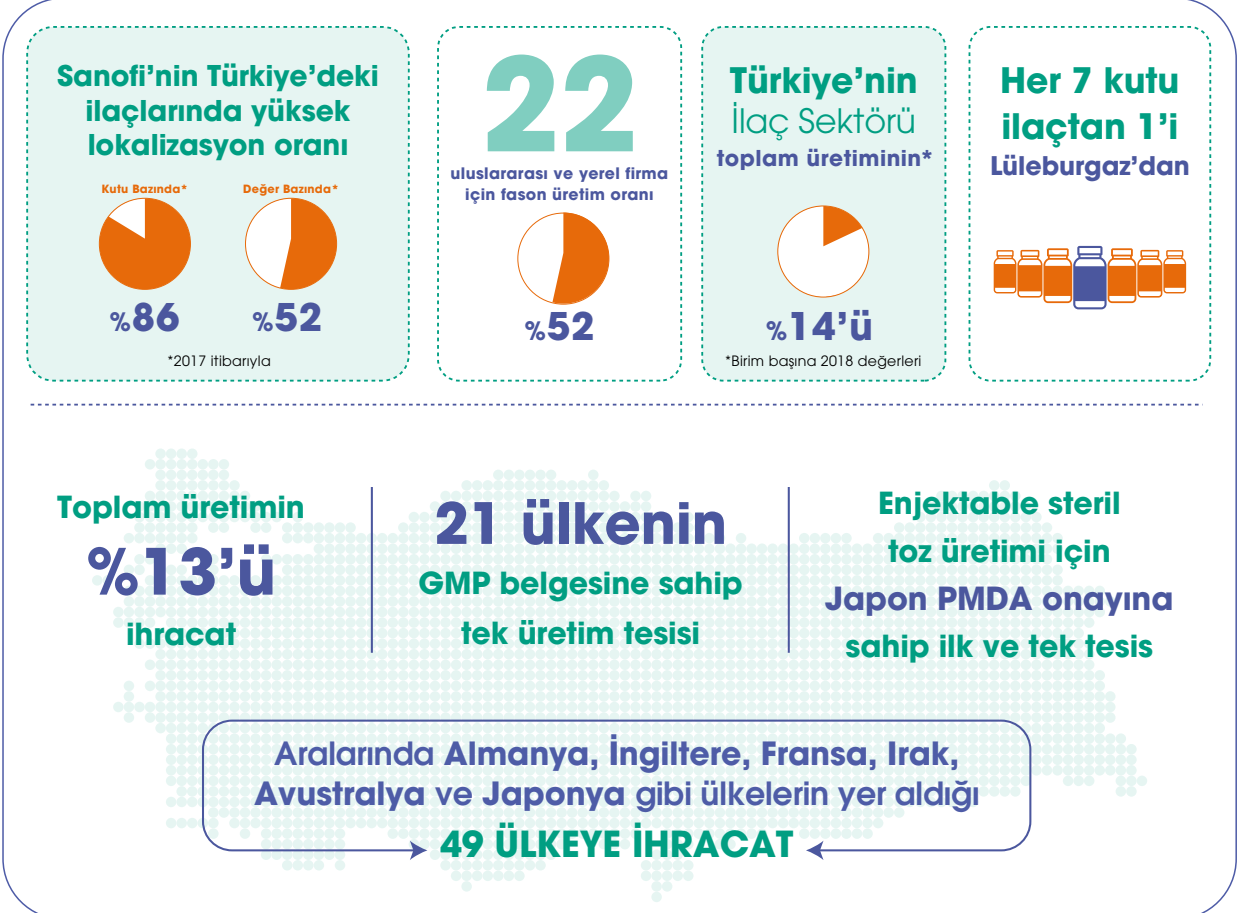 Sanofi’nin Türkiye’deki
ilaçlarında yüksek
lokalizasyon oranı
Kutu Bazında*
%86
Değer Bazında*
%52
*2017 itibarıyla
22
uluslararası ve yerel firma
için fason üretim oranı
%52
Türkiye’nin
İlaç Sektörü
toplam üretiminin*
%14’ü
*Birim başına 2018 değerleri
Her 7 kutu
ilaçtan 1’i
Lüleburgaz’dan
Toplam üretimin
%13’ü
ihracat
21 ülkenin
GMP belgesine sahip
tek üretim tesisi
Enjektable steril
toz üretimi için
Japon PMDA onayına
sahip ilk ve tek tesis
Aralarında Almanya, İngiltere, Fransa, Irak,
Avustralya ve Japonya gibi ülkelerin yer aldığı
49 ÜLKEYE İHRACAT